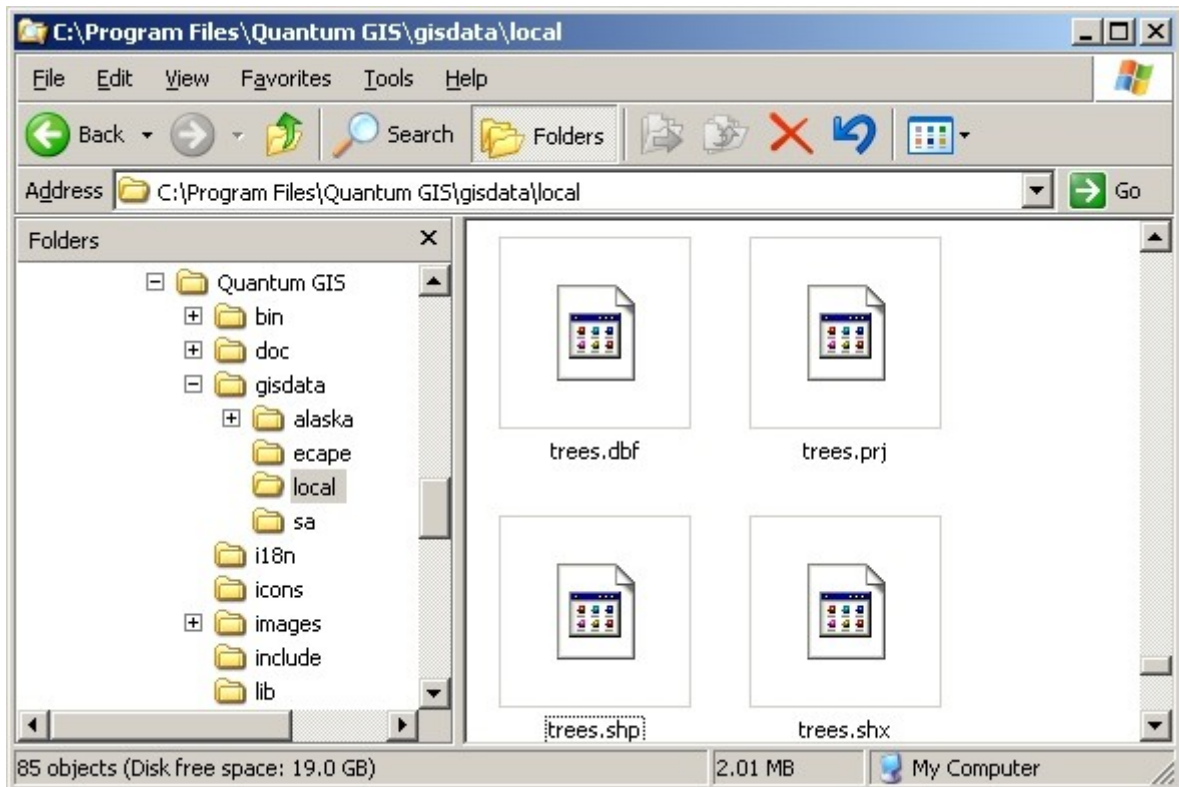 C:\Program Files\Quantum GIS\gisdata\local
File Edit View Favorites Tools Help
Back Search Folders
Address C:\Program Files\Quantum GIS\gisdata\local Go
Folders
Quantum GIS
bin
doc
gisdata
alaska
ecape
local
sa
i18n
icons
images
include
lib
trees.dbf trees.prj
trees.shp trees.shx
85 objects (Disk free space: 19.0 GB) 2.01 MB My Computer